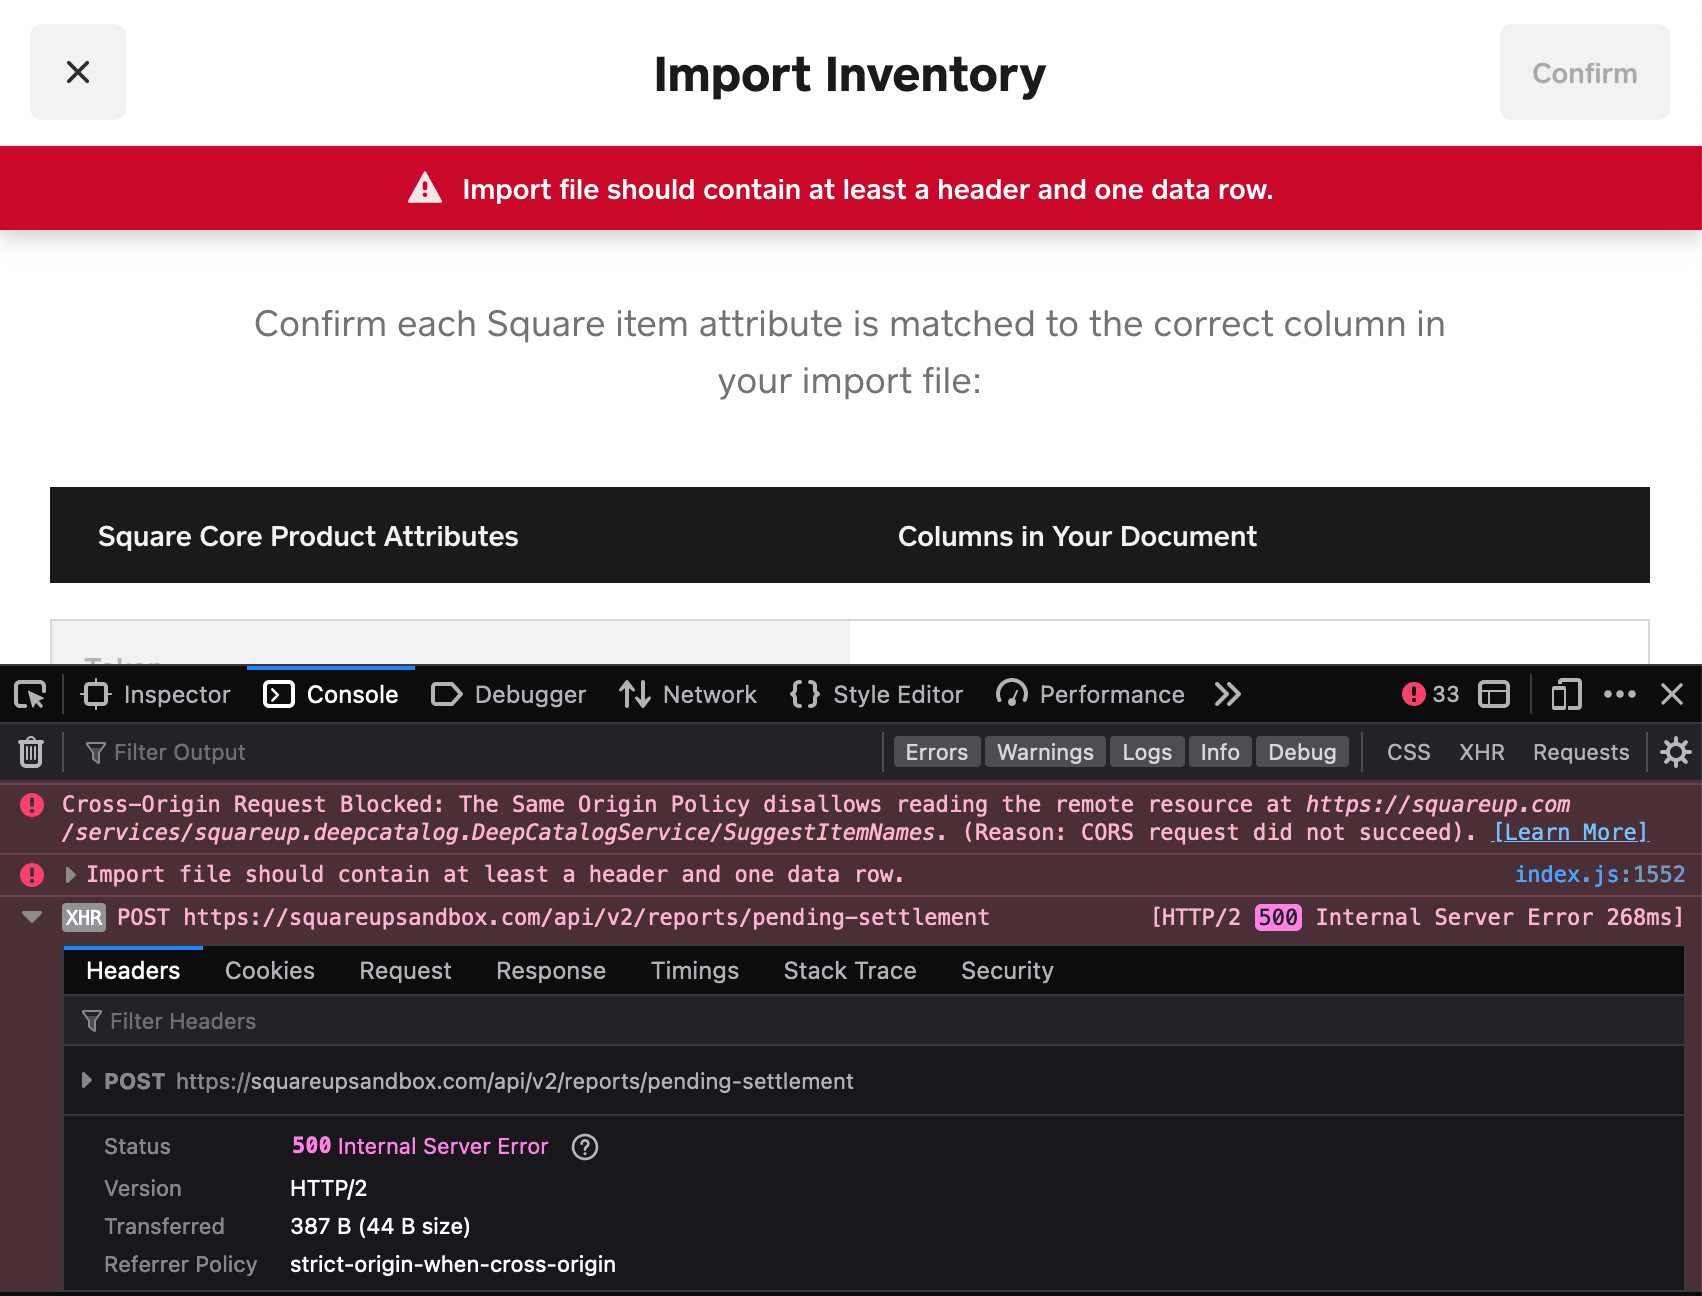 Import Inventory
Confirm
Import file should contain at least a header and one data row.
Confirm each Square item attribute is matched to the correct column in
your import file:
Square Core Product Attributes
Columns in Your Document
Inspector
Console
Debugger
Network
Style Editor
Performance
33
Filter Output
Errors
Warnings
Logs
Info
Debug
CSS
XHR
Requests
Cross-Origin Request Blocked: The Same Origin Policy disallows reading the remote resource at https://squareup.com
/services/squareup.deepcatalog.DeepCatalogService/SuggestItemNames. (Reason: CORS request did not succeed). [Learn More]
Import file should contain at least a header and one data row. index.js:1552
XHR POST https://squareupsandbox.com/api/v2/reports/pending-settlement [HTTP/2 500 Internal Server Error 268ms]
Headers
Cookies
Request
Response
Timings
Stack Trace
Security
Filter Headers
POST https://squareupsandbox.com/api/v2/reports/pending-settlement
Status 500 Internal Server Error ?
Version HTTP/2
Transferred 387 B (44 B size)
Referrer Policy strict-origin-when-cross-origin